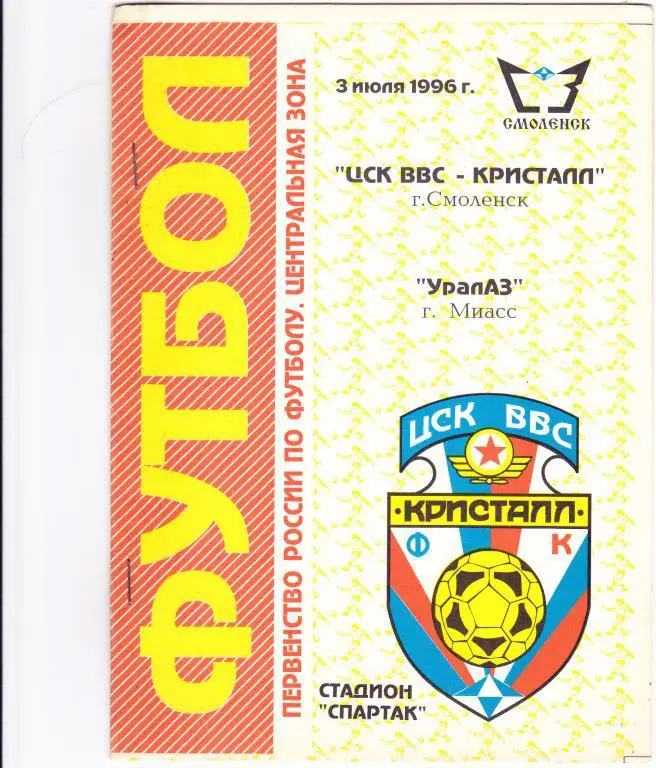 ФУТБОЛ
ПЕРВЕНСТВО РОССИИ ПО ФУТБОЛУ. ЦЕНТРАЛЬНАЯ ЗОНА
3 июля 1996 г.
СМОЛЕНСК
"ЦСК ВВС - КРИСТАЛЛ"
г.Смоленск
"УралАЗ"
г. Миасс
ЦСК ВВС
·КРИСТАЛЛ·
Ф К
СТАДИОН
"СПАРТАК"